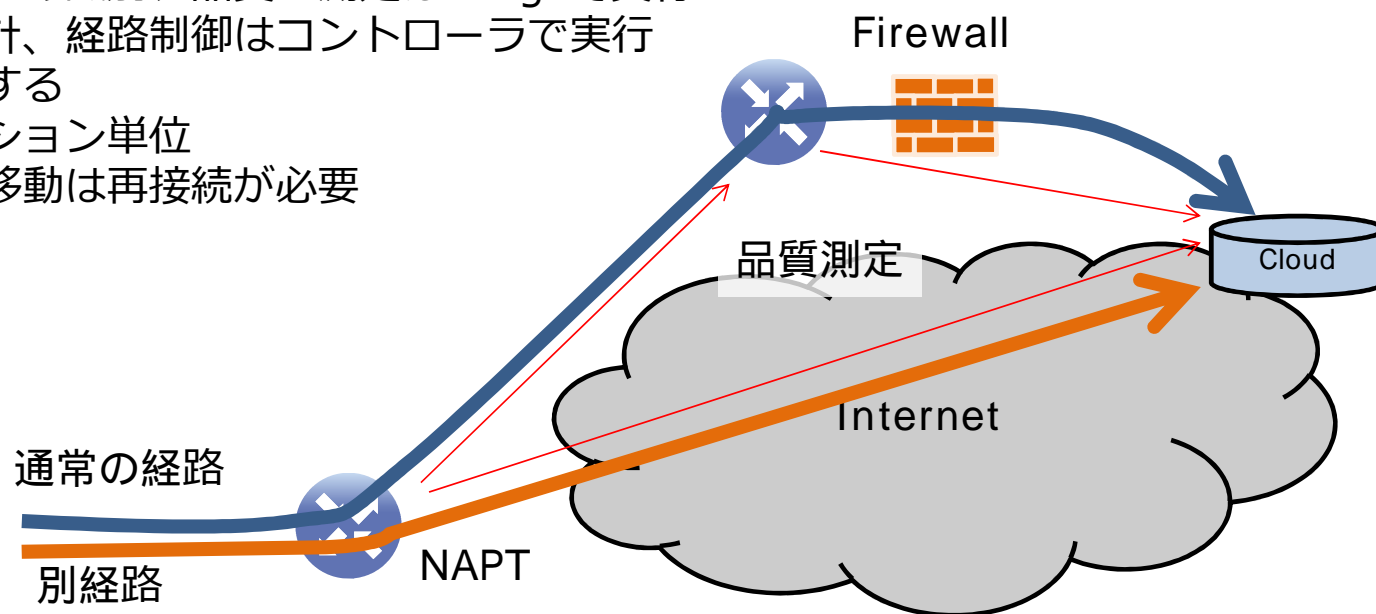 計、経路制御はコントローラで実行
する
ション単位
移動は再接続が必要
Firewall
品質測定
Cloud
Internet
通常の経路
NAPT
別経路